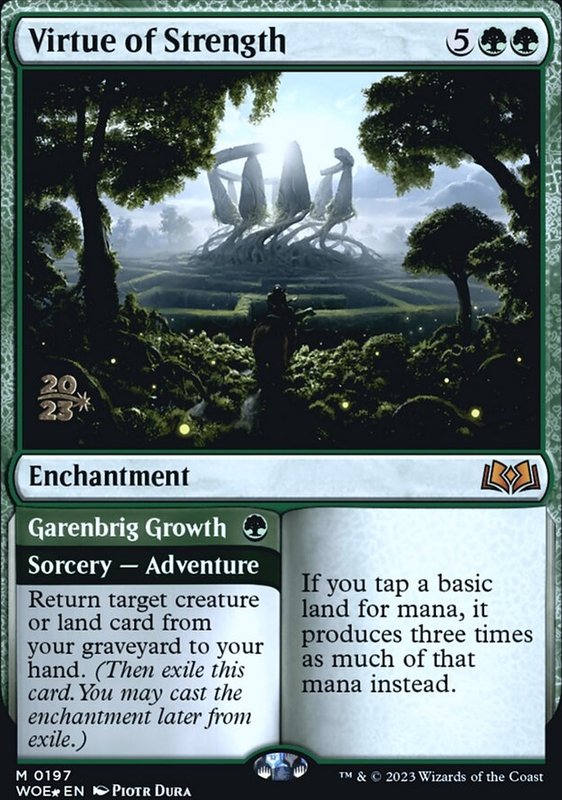 Virtue of Strength 5
20
23
Enchantment
Garenbrig Growth
Sorcery — Adventure
Return target creature
or land card from
your graveyard to your
hand. (Then exile this
card. You may cast the
enchantment later from
exile.)
If you tap a basic
land for mana, it
produces three times
as much of that
mana instead.
M 0197
WOE★EN Piotr Dura
™ & © 2023 Wizards of the Coast